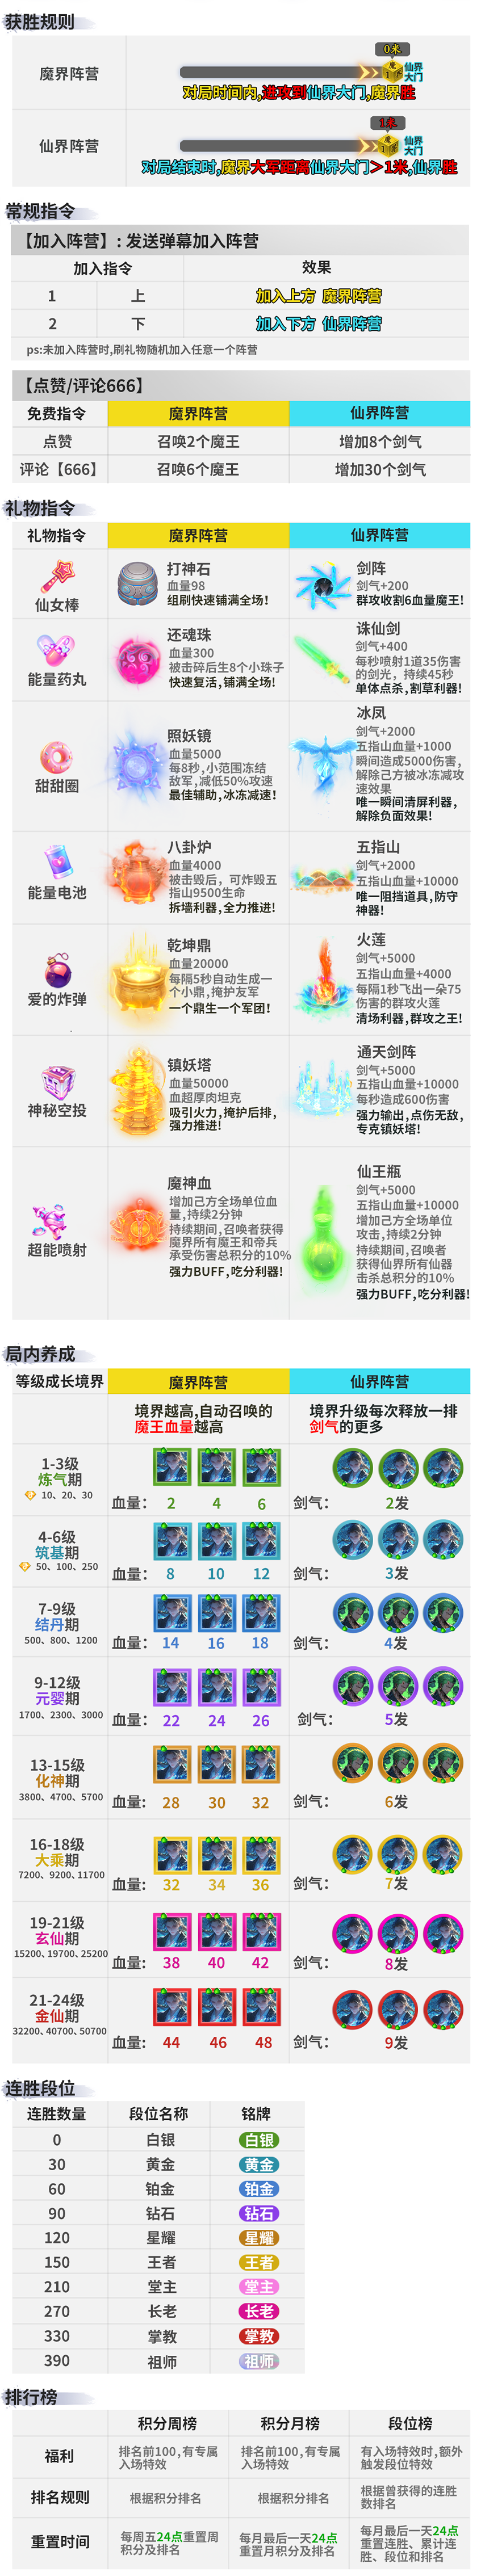 获胜规则
魔界阵营
0米
魔
1
仙界
大门
对局时间内,进攻到仙界大门,魔界胜
仙界阵营
1米
魔
1
仙界
大门
对局结束时,魔界大军距离仙界大门>1米,仙界胜
常规指令
【加入阵营】: 发送弹幕加入阵营
加入指令 效果
1 上 加入上方 魔界阵营
2 下 加入下方 仙界阵营
ps:未加入阵营时,刷礼物随机加入任意一个阵营
【点赞/评论666】
免费指令 魔界阵营 仙界阵营
点赞 召唤2个魔王 增加8个剑气
评论【666】 召唤6个魔王 增加30个剑气
礼物指令
礼物指令 魔界阵营 仙界阵营
仙女棒
打神石
血量98
组刷快速铺满全场!
剑阵
剑气+200
群攻收割6血量魔王!
能量药丸
还魂珠
血量300
被击碎后生8个小珠子
快速复活,铺满全场!
诛仙剑
剑气+400
每秒喷射1道35伤害
的剑光，持续45秒
单体点杀,割草利器!
甜甜圈
照妖镜
血量5000
每8秒,小范围冻结
敌军,减低50%攻速
最佳辅助,冰冻减速!
冰凤
剑气+2000
五指山血量+1000
瞬间造成5000伤害,
解除己方被冰冻减攻
速效果
唯一瞬间清屏利器,
解除负面效果!
能量电池
八卦炉
血量4000
被击毁后，可炸毁五
指山9500生命
拆墙利器,全力推进!
五指山
剑气+2000
五指山血量+10000
唯一阻挡道具,防守
神器!
爱的炸弹
乾坤鼎
血量20000
每隔5秒自动生成一
个小鼎,掩护友军
一个鼎生一个军团!
火莲
剑气+5000
五指山血量+4000
每隔1秒飞出一朵75
伤害的群攻火莲
清场利器,群攻之王!
神秘空投
镇妖塔
血量50000
血超厚肉坦克
吸引火力,掩护后排,
强力推进!
通天剑阵
剑气+5000
五指山血量+10000
每秒造成600伤害
强力输出,点伤无敌,
专克镇妖塔!
超能喷射
魔神血
增加己方全场单位血
量,持续2分钟
持续期间,召唤者获得
魔界所有魔王和帝兵
承受伤害总积分的10%
强力BUFF,吃分利器!
仙王瓶
剑气+5000
五指山血量+10000
增加己方全场单位
攻击,持续2分钟
持续期间,召唤者
获得仙界所有仙器
击杀总积分的10%
强力BUFF,吃分利器!
局内养成
等级成长境界 魔界阵营 仙界阵营
境界越高,自动召唤的
魔王血量越高
境界升级每次释放一排
剑气的更多
1-3级
炼气期
10、20、30
血量: 2 4 6 剑气: 2发
4-6级
筑基期
50、100、250
血量: 8 10 12 剑气: 3发
7-9级
结丹期
500、800、1200
血量: 14 16 18 剑气: 4发
9-12级
元婴期
1700、2300、3000
血量: 22 24 26 剑气: 5发
13-15级
化神期
3800、4700、5700
血量: 28 30 32 剑气: 6发
16-18级
大乘期
7200、9200、11700
血量: 32 34 36 剑气: 7发
19-21级
玄仙期
15200、19700、25200
血量: 38 40 42 剑气: 8发
21-24级
金仙期
32200、40700、50700
血量: 44 46 48 剑气: 9发
连胜段位
连胜数量 段位名称 铭牌
0 白银 白银
30 黄金 黄金
60 铂金 铂金
90 钻石 钻石
120 星耀 星耀
150 王者 王者
210 堂主 堂主
270 长老 长老
330 掌教 掌教
390 祖师 祖师
排行榜
积分周榜 积分月榜 段位榜
福利
排名前100,有专属
入场特效
排名前100,有专属
入场特效
有入场特效时,额外
触发段位特效
排名规则
根据积分排名
根据积分排名
根据曾获得的连胜
数排名
重置时间
每周五24点重置周
积分及排名
每月最后一天24点
重置月积分及排名
每月最后一天24点
重置连胜、累计连
胜、段位和排名